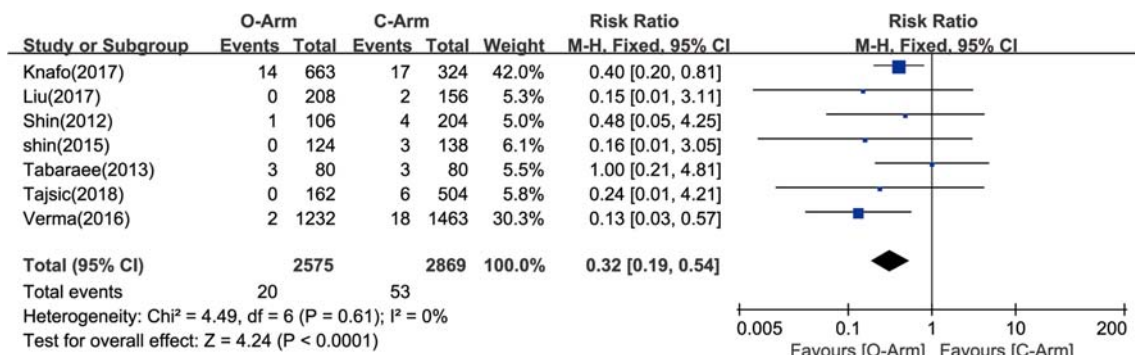 O-Arm C-Arm Risk Ratio Risk Ratio
Study or Subgroup Events Total Events Total Weight M-H, Fixed, 95% CI M-H, Fixed, 95% CI
Knafo(2017) 14 663 17 324 42.0% 0.40 [0.20, 0.81]
Liu(2017) 0 208 2 156 5.3% 0.15 [0.01, 3.11]
Shin(2012) 1 106 4 204 5.0% 0.48 [0.05, 4.25]
shin(2015) 0 124 3 138 6.1% 0.16 [0.01, 3.05]
Tabaraee(2013) 3 80 3 80 5.5% 1.00 [0.21, 4.81]
Tajsic(2018) 0 162 6 504 5.8% 0.24 [0.01, 4.21]
Verma(2016) 2 1232 18 1463 30.3% 0.13 [0.03, 0.57]
Total (95% CI) 2575 2869 100.0% 0.32 [0.19, 0.54]
Total events 20 53
Heterogeneity: Chi² = 4.49, df = 6 (P = 0.61); I² = 0%
Test for overall effect: Z = 4.24 (P < 0.0001)
0.005 0.1 1 10 200
Favours [O-Arm] Favours [C-Arm]